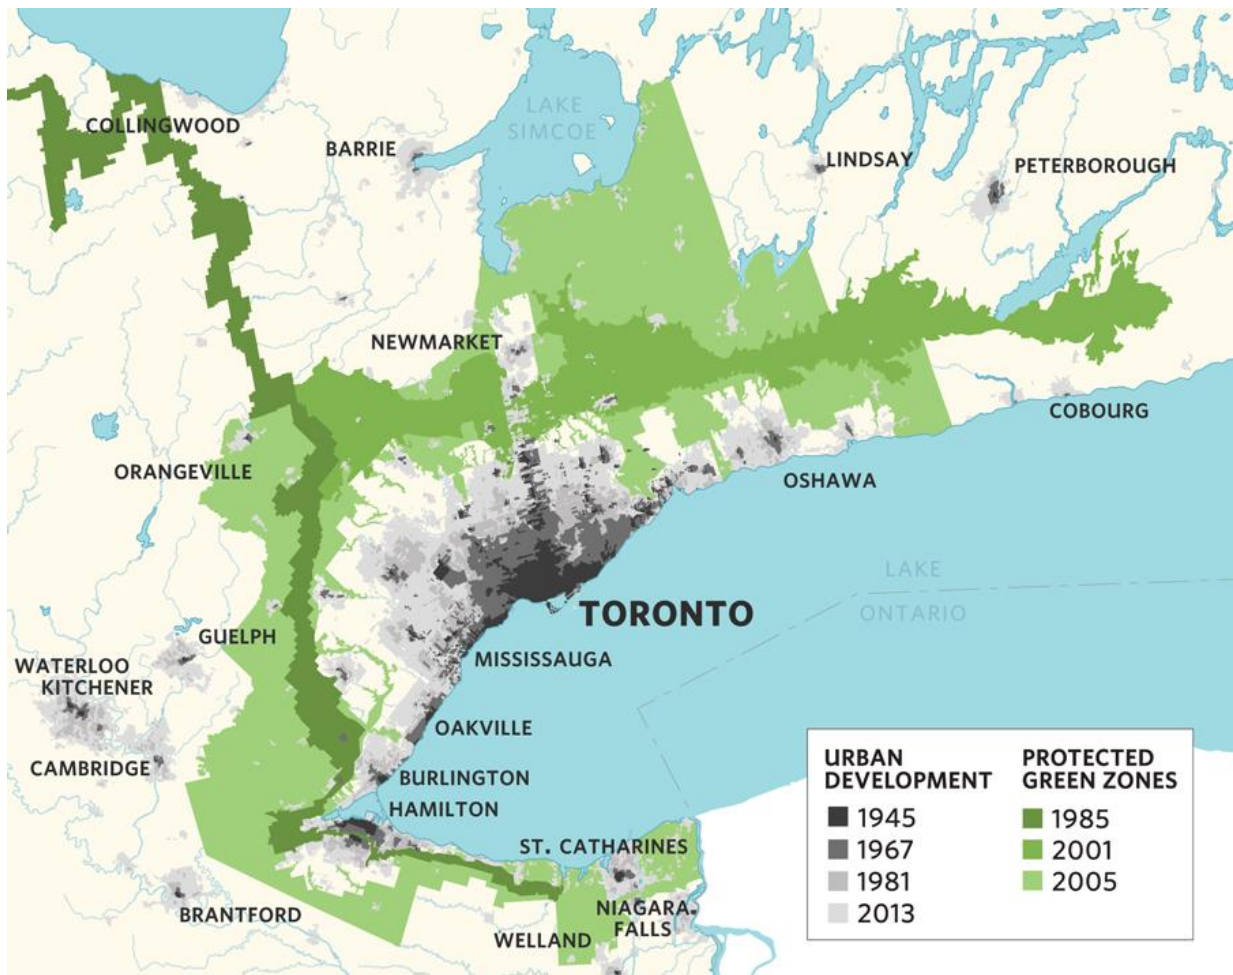 COLLINGWOOD
BARRIE
LAKE
SIMCOE
LINDSAY
PETERBOROUGH
NEWMARKET
COBOURG
ORANGEVILLE
OSHAWA
LAKE
ONTARIO
TORONTO
GUELPH
MISSISSAUGA
WATERLOO
KITCHENER
OAKVILLE
CAMBRIDGE
BURLINGTON
HAMILTON
ST. CATHARINES
BRANTFORD
NIAGARA
FALLS
WELLAND
URBAN
DEVELOPMENT
1945
1967
1981
2013
PROTECTED
GREEN ZONES
1985
2001
2005